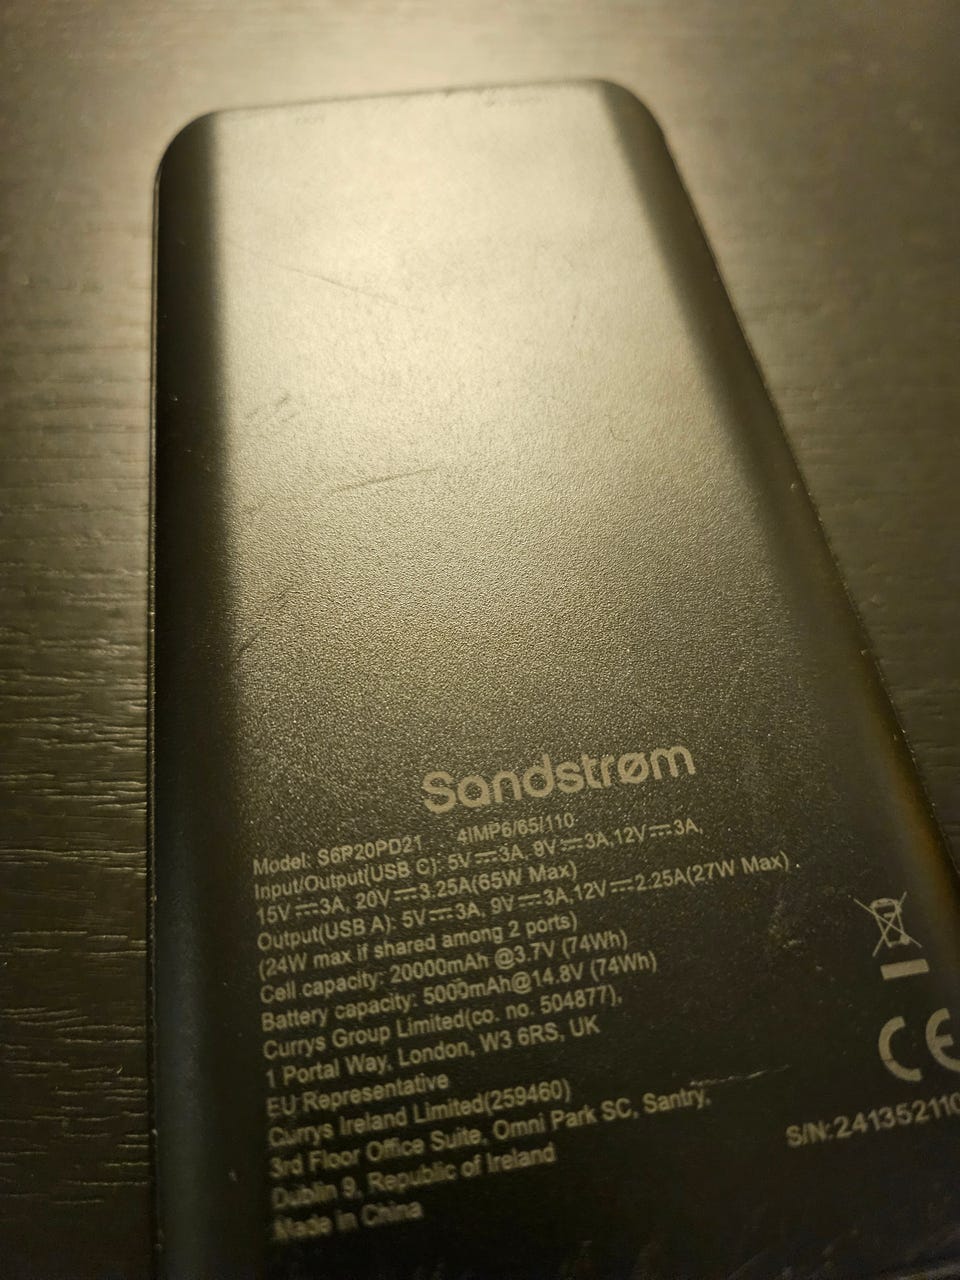 Sandstrøm
Model: S6P20PD21 4IMP6/65/110
Input/Output(USB C): 5V⎓3A, 9V⎓3A,12V⎓3A,
15V⎓3A, 20V⎓3.25A(65W Max)
Output(USB A): 5V⎓3A, 9V⎓3A,12V⎓2.25A(27W Max)
(24W max if shared among 2 ports)
Cell capacity: 20000mAh @3.7V (74Wh)
Battery capacity: 5000mAh@14.8V (74Wh)
Currys Group Limited(co. no. 504877),
1 Portal Way, London, W3 6RS, UK
EU Representative
Currys Ireland Limited(259460)
3rd Floor Office Suite, Omni Park SC, Santry,
Dublin 9, Republic of Ireland
Made in China
CE
S/N:241352110